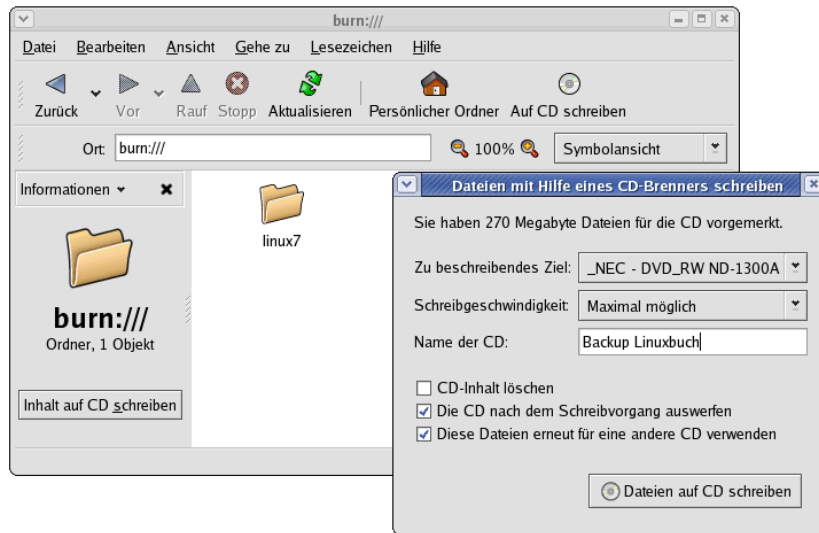 burn:///
Datei Bearbeiten Ansicht Gehe zu Lesezeichen Hilfe
Zurück Vor Rauf Stopp Aktualisieren Persönlicher Ordner Auf CD schreiben
Ort: burn:/// 100% Symbolansicht
Informationen
burn:///
Ordner, 1 Objekt
Inhalt auf CD schreiben
linux7
Dateien mit Hilfe eines CD-Brenners schreiben
Sie haben 270 Megabyte Dateien für die CD vorgemerkt.
Zu beschreibendes Ziel: _NEC - DVD_RW ND-1300A
Schreibgeschwindigkeit: Maximal möglich
Name der CD: Backup Linuxbuch
CD-Inhalt löschen
Die CD nach dem Schreibvorgang auswerfen
Diese Dateien erneut für eine andere CD verwenden
Dateien auf CD schreiben